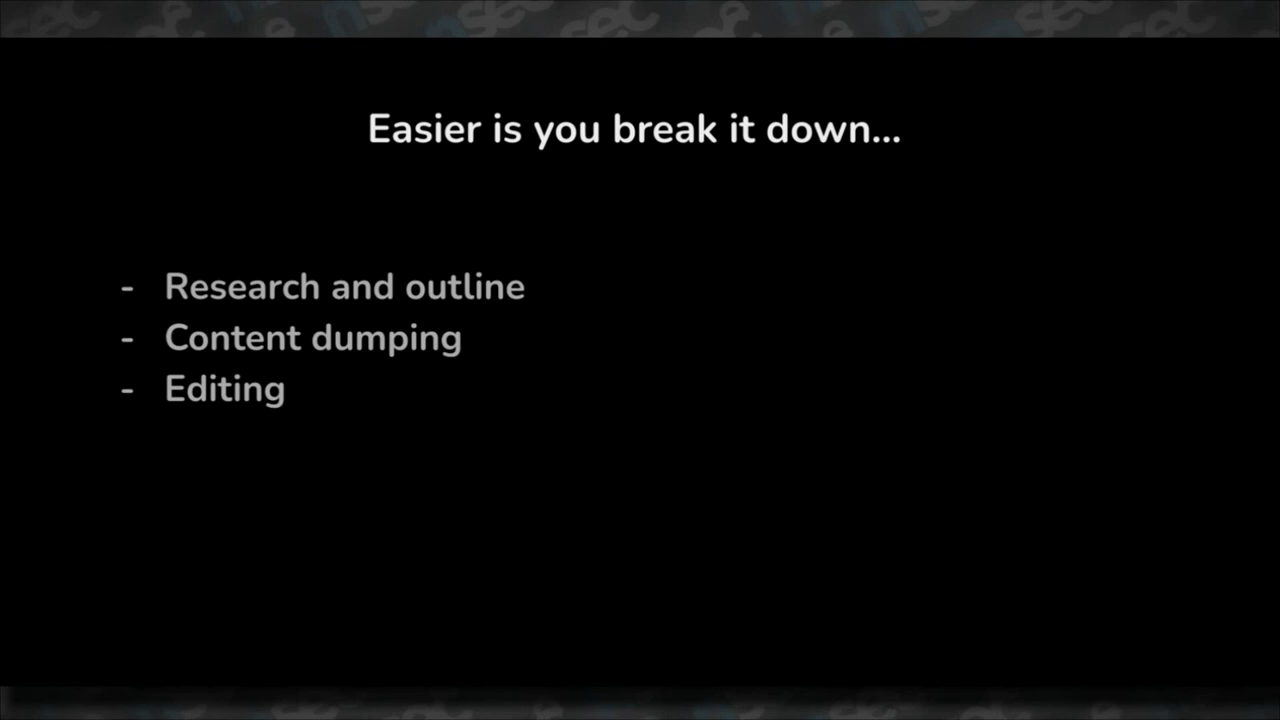 Easier is you break it down...
- Research and outline
- Content dumping
- Editing